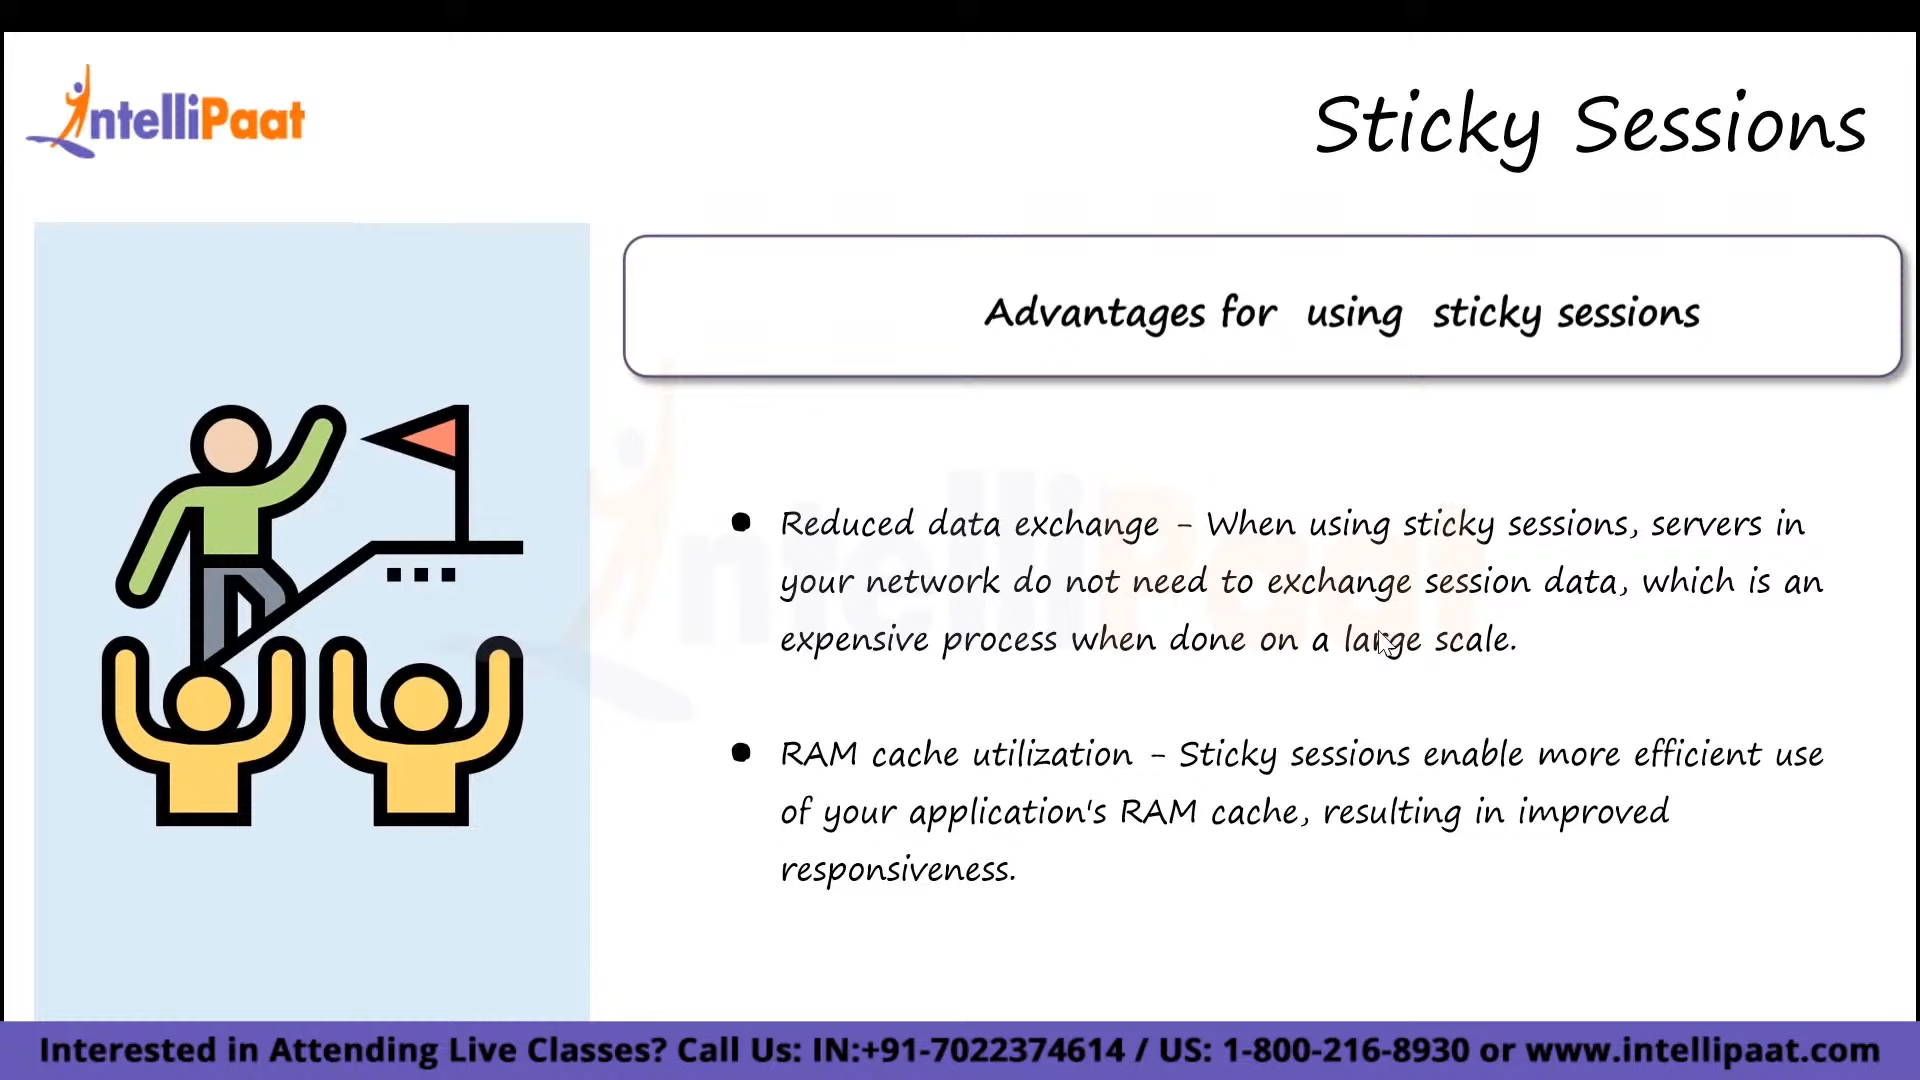 IntelliPaat
Sticky Sessions
Advantages for using sticky sessions
● Reduced data exchange - When using sticky sessions, servers in
your network do not need to exchange session data, which is an
expensive process when done on a large scale.
● RAM cache utilization - Sticky sessions enable more efficient use
of your application's RAM cache, resulting in improved
responsiveness.
IntelliPaat
Interested in Attending Live Classes? Call Us: IN:+91-7022374614 / US: 1-800-216-8930 or www.intellipaat.com